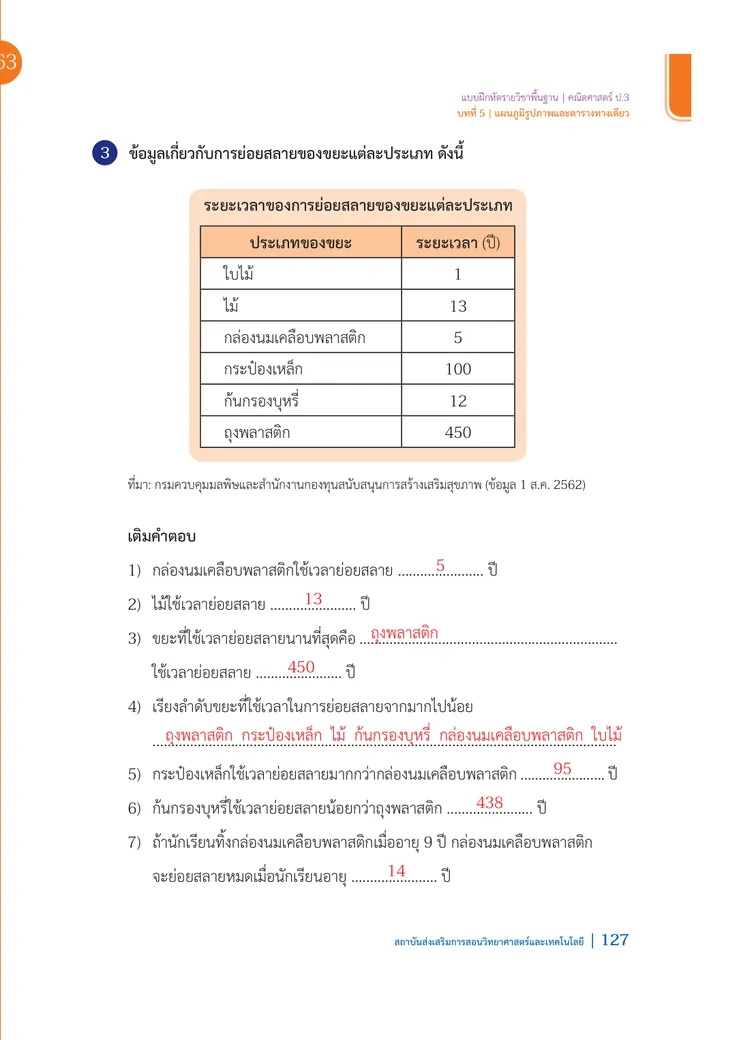 63
แบบฝึกหัดรายวิชาพื้นฐาน | คณิตศาสตร์ ป.3
บทที่ 5 | แผนภูมิรูปภาพและตารางทางเดียว
3 ข้อมูลเกี่ยวกับการย่อยสลายของขยะแต่ละประเภท ดังนี้
ระยะเวลาของการย่อยสลายของขยะแต่ละประเภท
ประเภทของขยะ ระยะเวลา (ปี)
ใบไม้ 1
ไม้ 13
กล่องนมเคลือบพลาสติก 5
กระป๋องเหล็ก 100
ก้นกรองบุหรี่ 12
ถุงพลาสติก 450
ที่มา: กรมควบคุมมลพิษและสำนักงานกองทุนสนับสนุนการสร้างเสริมสุขภาพ (ข้อมูล 1 ส.ค. 2562)
เติมคำตอบ
1) กล่องนมเคลือบพลาสติกใช้เวลาย่อยสลาย ..........5.......... ปี
2) ไม้ใช้เวลาย่อยสลาย ..........13.......... ปี
3) ขยะที่ใช้เวลาย่อยสลายนานที่สุดคือ ...ถุงพลาสติก..........
ใช้เวลาย่อยสลาย ..........450.......... ปี
4) เรียงลำดับขยะที่ใช้เวลาในการย่อยสลายจากมากไปน้อย
ถุงพลาสติก กระป๋องเหล็ก ไม้ ก้นกรองบุหรี่ กล่องนมเคลือบพลาสติก ใบไม้
5) กระป๋องเหล็กใช้เวลาย่อยสลายมากกว่ากล่องนมเคลือบพลาสติก ..........95.......... ปี
6) ก้นกรองบุหรี่ใช้เวลาย่อยสลายน้อยกว่าถุงพลาสติก ..........438.......... ปี
7) ถ้านักเรียนทิ้งกล่องนมเคลือบพลาสติกเมื่ออายุ 9 ปี กล่องนมเคลือบพลาสติก
จะย่อยสลายหมดเมื่อนักเรียนอายุ ..........14.......... ปี
สถาบันส่งเสริมการสอนวิทยาศาสตร์และเทคโนโลยี | 127